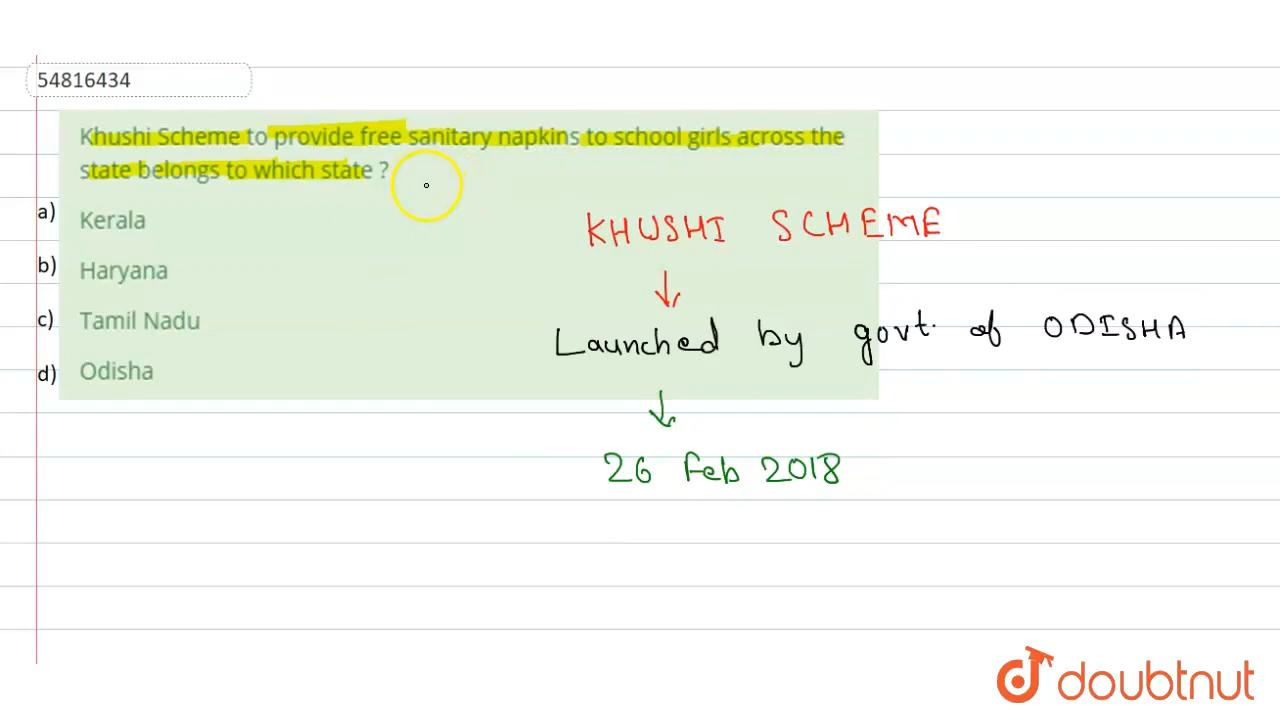 54816434
Khushi Scheme to provide free sanitary napkins to school girls across the
state belongs to which state ?
a) Kerala
b) Haryana
c) Tamil Nadu
d) Odisha
KHUSHI SCHEME
↓
Launched by govt. of ODISHA
↓
26 Feb 2018
doubtnut